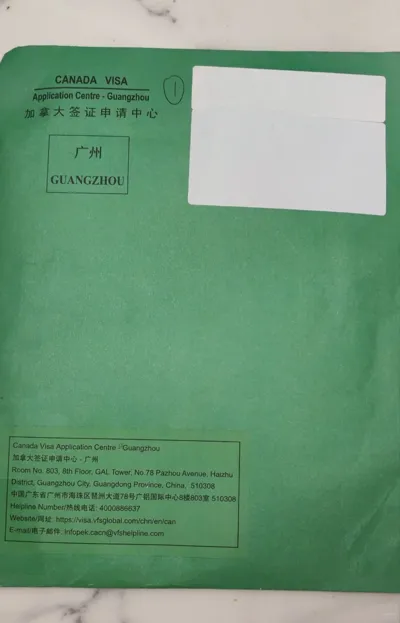 CANADA VISA
Application Centre - Guangzhou
加拿大签证申请中心
1
广州
GUANGZHOU
Canada Visa Application Centre - Guangzhou
加拿大签证申请中心 - 广州
Room No. 803, 8th Floor, GAL Tower, No.78 Pazhou Avenue, Haizhu
District, Guangzhou City, Guangdong Province, China, 510308
中国广东省广州市海珠区琶洲大道78号广铝国际中心8楼803室 510308
Helpline Number/热线电话: 4000886637
Website/网址: https://visa.vfsglobal.com/chn/en/can
E-mail/电子邮件: infopek.cacn@vfshelpline.com